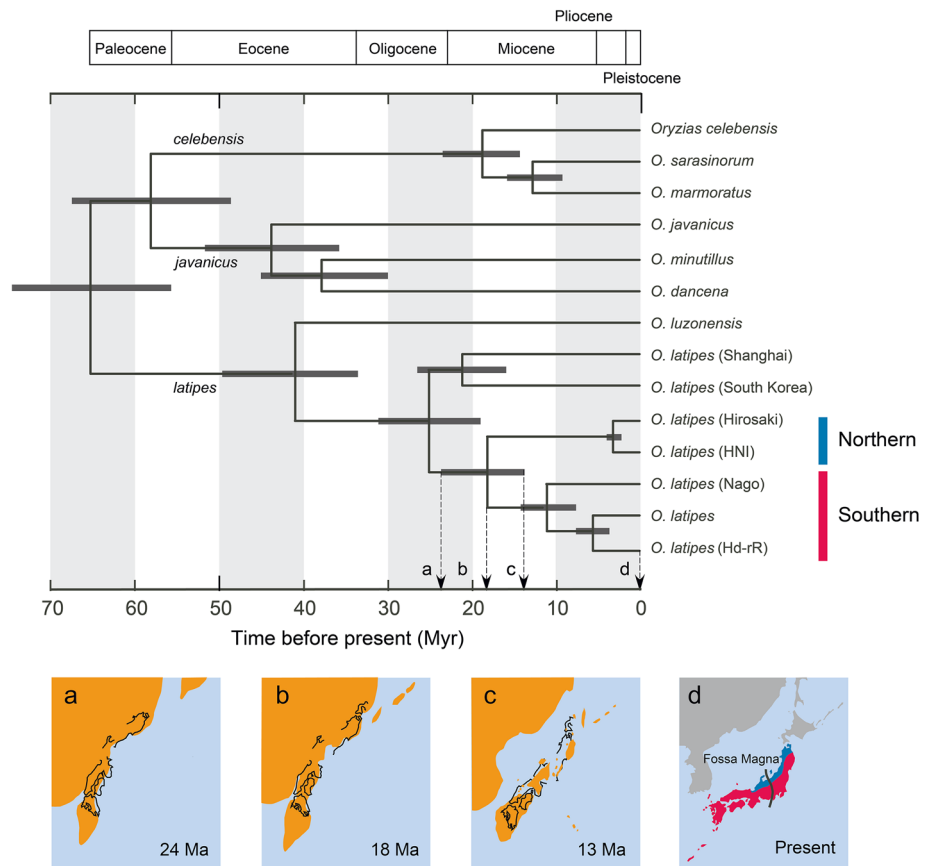 Pliocene
Paleocene Eocene Oligocene Miocene
Pleistocene
celebensis
javanicus
latipes
Oryzias celebensis
O. sarasinorum
O. marmoratus
O. javanicus
O. minutillus
O. dancena
O. luzonensis
O. latipes (Shanghai)
O. latipes (South Korea)
O. latipes (Hirosaki)
O. latipes (HNI)
O. latipes (Nago)
O. latipes
O. latipes (Hd-rR)
Northern
Southern
a b c d
70 60 50 40 30 20 10 0
Time before present (Myr)
a
24 Ma
b
18 Ma
c
13 Ma
d
Fossa Magna
Present